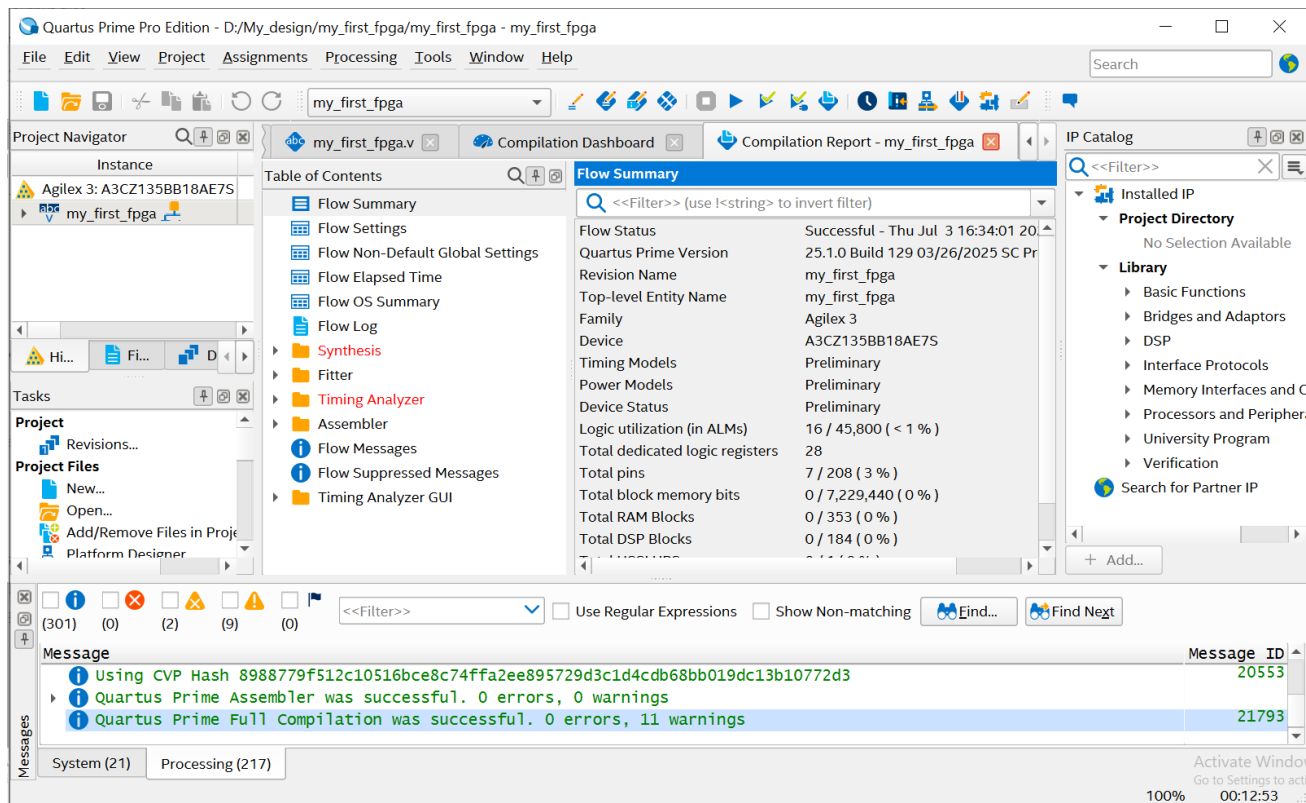 Quartus Prime Pro Edition - D:/My_design/my_first_fpga/my_first_fpga - my_first_fpga
File Edit View Project Assignments Processing Tools Window Help
Search
my_first_fpga
Project Navigator
Instance
Agilex 3: A3CZ135BB18AE7S
my_first_fpga
Hi... Fi... D
Tasks
Project
Revisions...
Project Files
New...
Open...
Add/Remove Files in Proje
Platform Designer
my_first_fpga.v
Compilation Dashboard
Compilation Report - my_first_fpga
Table of Contents
Flow Summary
Flow Settings
Flow Non-Default Global Settings
Flow Elapsed Time
Flow OS Summary
Flow Log
Synthesis
Fitter
Timing Analyzer
Assembler
Flow Messages
Flow Suppressed Messages
Timing Analyzer GUI
Flow Summary
<<Filter>> (use !<string> to invert filter)
Flow Status Successful - Thu Jul 3 16:34:01 20
Quartus Prime Version 25.1.0 Build 129 03/26/2025 SC Pr
Revision Name my_first_fpga
Top-level Entity Name my_first_fpga
Family Agilex 3
Device A3CZ135BB18AE7S
Timing Models Preliminary
Power Models Preliminary
Device Status Preliminary
Logic utilization (in ALMs) 16 / 45,800 ( < 1 % )
Total dedicated logic registers 28
Total pins 7 / 208 ( 3 % )
Total block memory bits 0 / 7,229,440 ( 0 % )
Total RAM Blocks 0 / 353 ( 0 % )
Total DSP Blocks 0 / 184 ( 0 % )
IP Catalog
<<Filter>>
Installed IP
Project Directory
No Selection Available
Library
Basic Functions
Bridges and Adaptors
DSP
Interface Protocols
Memory Interfaces and C
Processors and Periphera
University Program
Verification
Search for Partner IP
+ Add...
(301) (0) (2) (9) (0)
<<Filter>>
Use Regular Expressions
Show Non-matching
Find...
Find Next
Message Message ID
Using CVP Hash 8988779f512c10516bce8c74ffa2ee895729d3c1d4cdb68bb019dc13b10772d3 20553
Quartus Prime Assembler was successful. 0 errors, 0 warnings
Quartus Prime Full Compilation was successful. 0 errors, 11 warnings 21793
Messages
System (21) Processing (217)
Activate Windo
Go to Settings to acti
100% 00:12:53